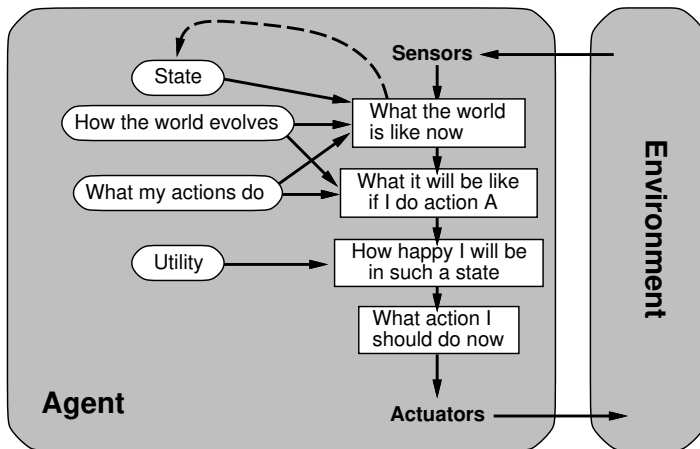 Sensors
State
What the world
is like now
How the world evolves
What my actions do
What it will be like
if I do action A
Utility
How happy I will be
in such a state
What action I
should do now
Agent
Actuators
Environment